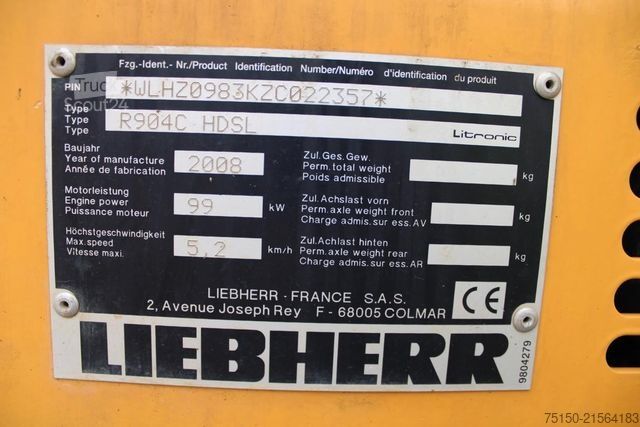 Fzg.-Ident.- Nr./Product Identification Number/Numéro d'identification du produit
PIN *WLHZ0983KZC022357*
Truck
Scout24
Type
Type R904C HDSL Litronic
Type
Baujahr
Year of manufacture 2008
Année de fabrication
Motorleistung
Engine power 99 kW
Puissance moteur
Höchstgeschwindigkeit
Max.speed 5,2 km/h
Vitesse maxi.
Zul.Ges.Gew.
Perm.total weight kg
Poids admissible
Zul.Achslast vorn
Perm.axle weight front kg
Charge admis.sur ess.AV
Zul.Achlast hinten
Perm.axle weight rear kg
Charge admis.sur ess.AR
LIEBHERR - FRANCE S.A.S.
2, Avenue Joseph Rey F - 68005 COLMAR
CE
LIEBHERR
9804279
75150-21564183